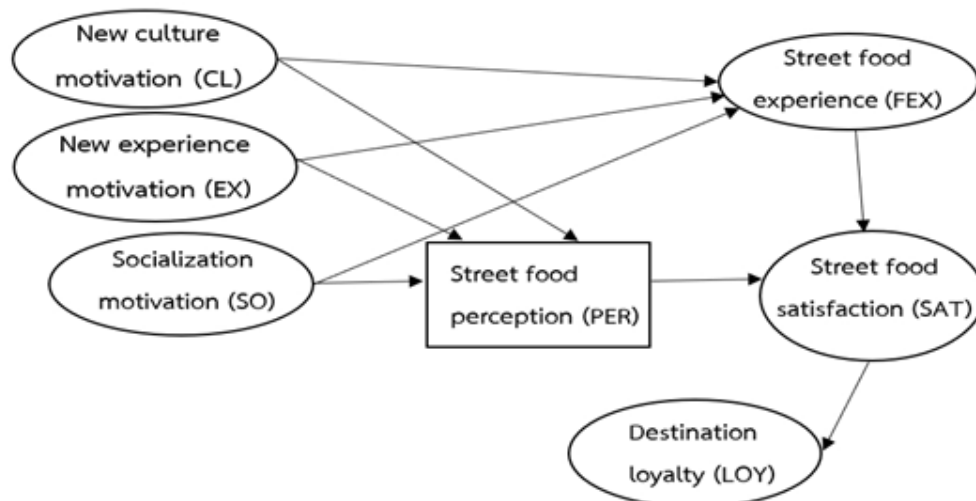 New culture
motivation (CL)
New experience
motivation (EX)
Socialization
motivation (SO)
Street food
perception (PER)
Street food
experience (FEX)
Street food
satisfaction (SAT)
Destination
loyalty (LOY)